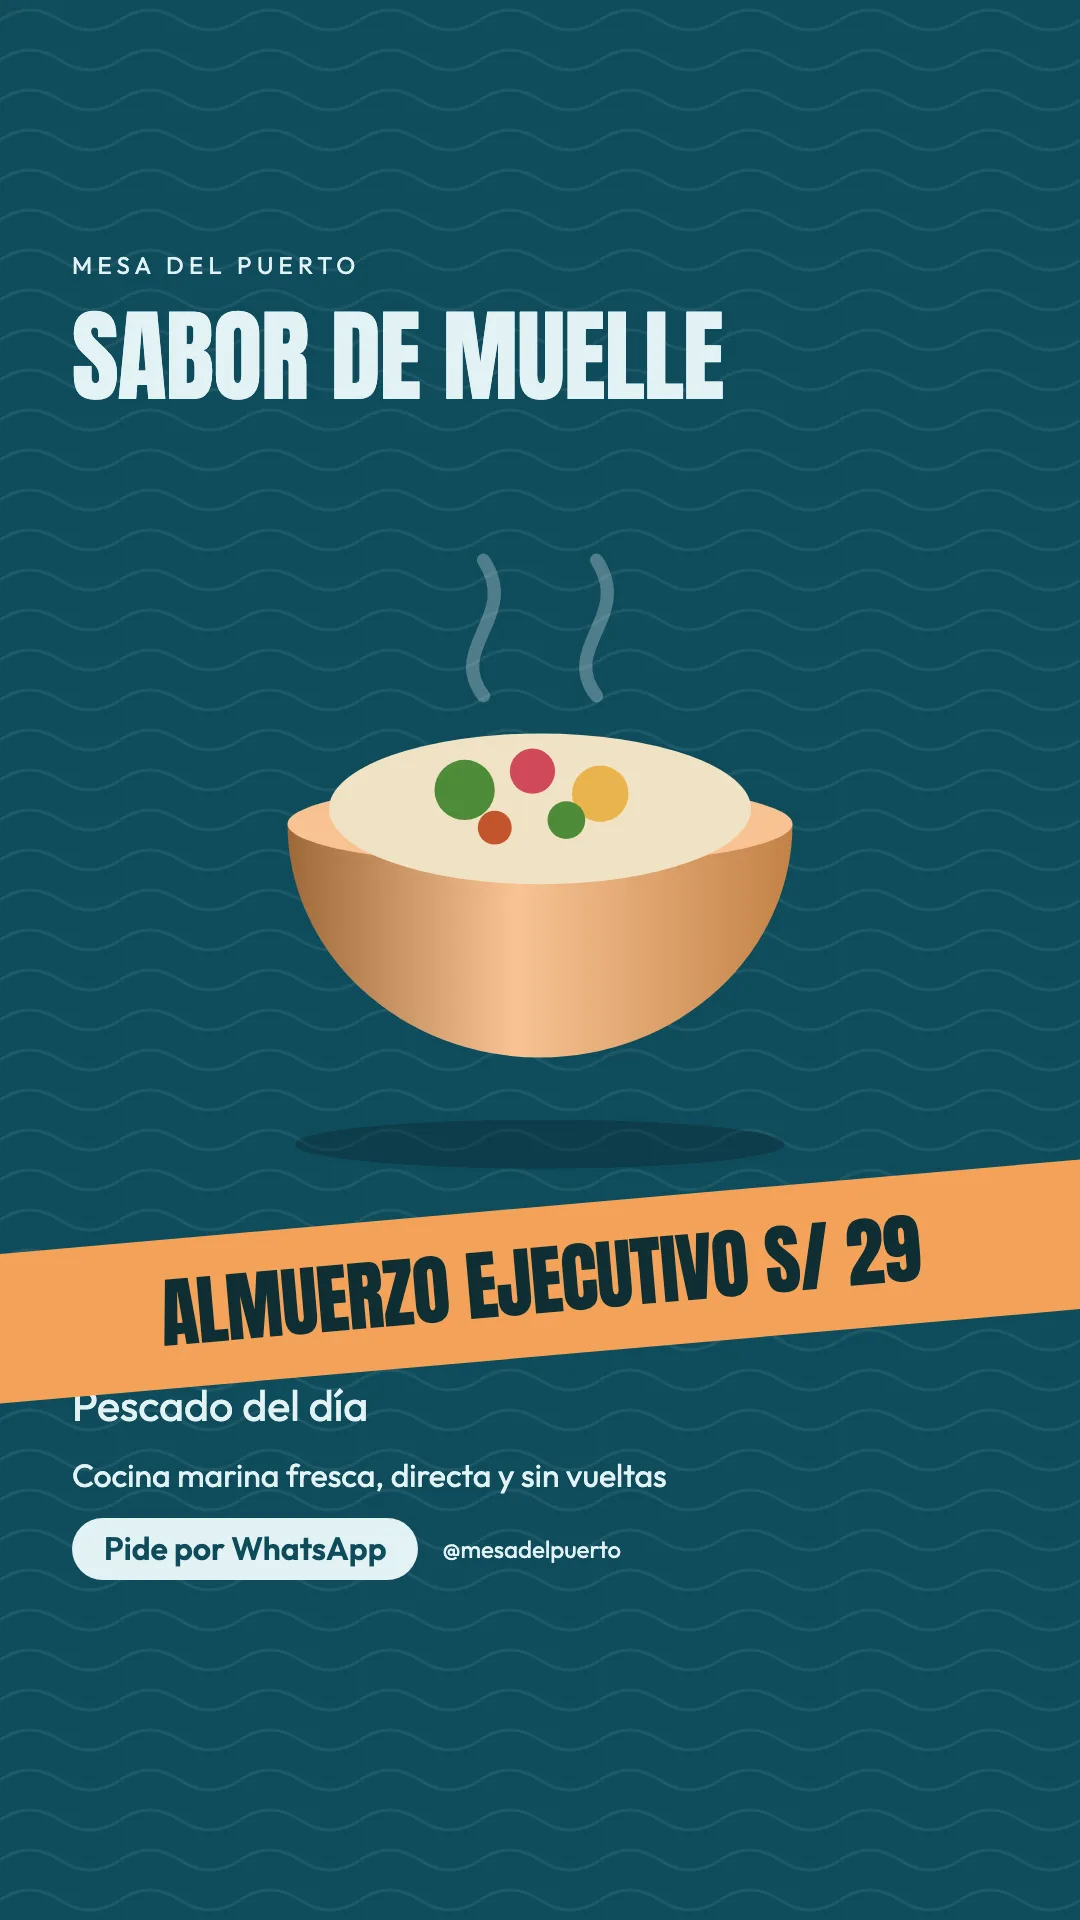 MESA DEL PUERTO
SABOR DE MUELLE
ALMUERZO EJECUTIVO S/ 29
Pescado del día
Cocina marina fresca, directa y sin vueltas
Pide por WhatsApp
@mesadelpuerto